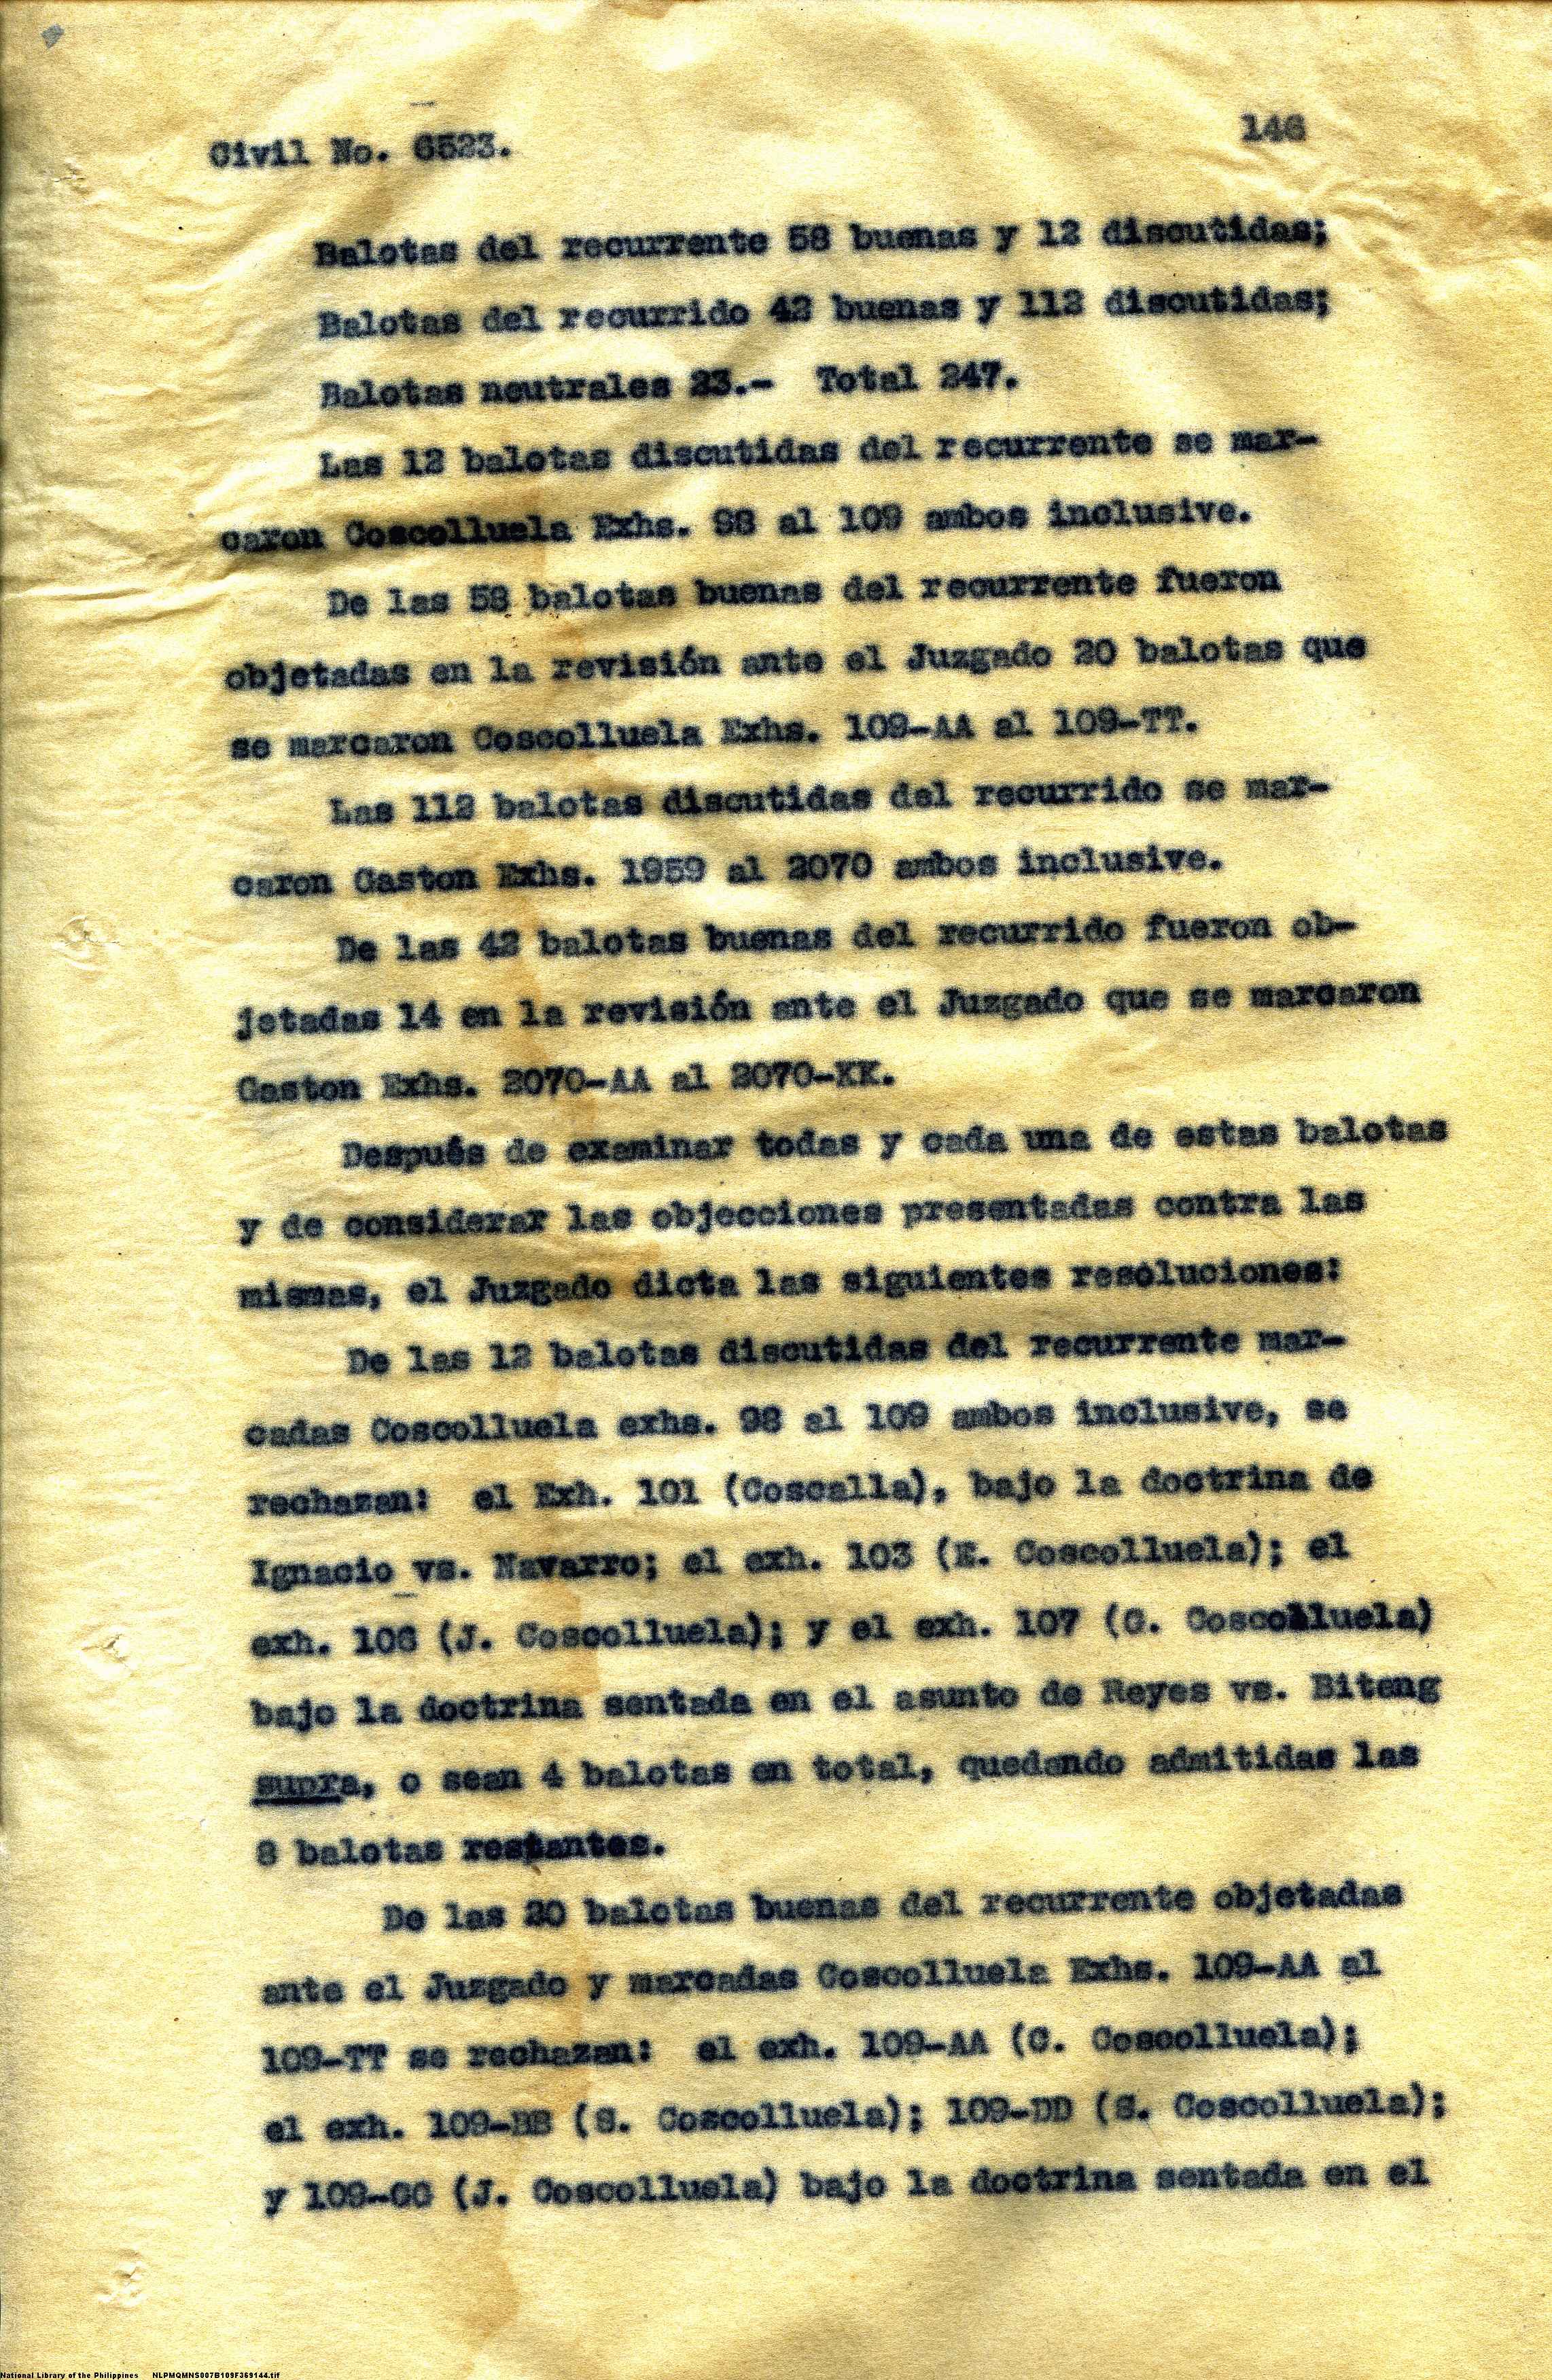 Civil No. 6523.
146
Balotas del recurrente 58 buenas y 12 discutidas;
Balotas del recurrido 42 buenas y 112 discutidas;
Balotas neutrales 23.- Total 247.
Las 12 balotas discutidas del recurrente se mar-
caron Coscolluela Exhs. 98 al 109 ambos inclusive.
De las 58 balotas buenas del recurrente fueron
objetadas en la revisión ante el Juzgado 20 balotas que
se marcaron Coscolluela Exhs. 109-AA al 109-TT.
Las 112 balotas discutidas del recurrido se mar-
caron Gaston Exhs. 1959 al 2070 ambos inclusive.
De las 42 balotas buenas del recurrido fueron ob-
jetadas 14 en la revisión ante el Juzgado que se marcaron
Gaston Exhs. 2070-AA al 2070-KK.
Después de examinar todas y cada una de estas balotas
y de considerar las objecciones presentadas contra las
mismas, el Juzgado dicta las siguientes resoluciones:
De las 12 balotas discutidas del recurrente mar-
cadas Coscolluela exhs. 98 al 109 ambos inclusive, se
rechazan: el Exh. 101 (Coscalla), bajo la doctrina de
Ignacio vs. Navarro; el exh. 103 (E. Coscolluela); el
exh. 106 (J. Coscolluela); y el exh. 107 (G. Coscolluela)
bajo la doctrina sentada en el asunto de Reyes vs. Biteng
supra, o sean 4 balotas en total, quedando admitidas las
8 balotas restantes.
De las 20 balotas buenas del recurrente objetadas
ante el Juzgado y marcadas Coscolluela Exhs. 109-AA al
109-TT se rechazan: el exh. 109-AA (C. Coscolluela);
el exh. 109-BB (S. Coscolluela); 109-DD (S. Coscolluela);
y 109-GG (J. Coscolluela) bajo la doctrina sentada en el
National Library of the Philippines NLPMQMNS007B109F359144.tif